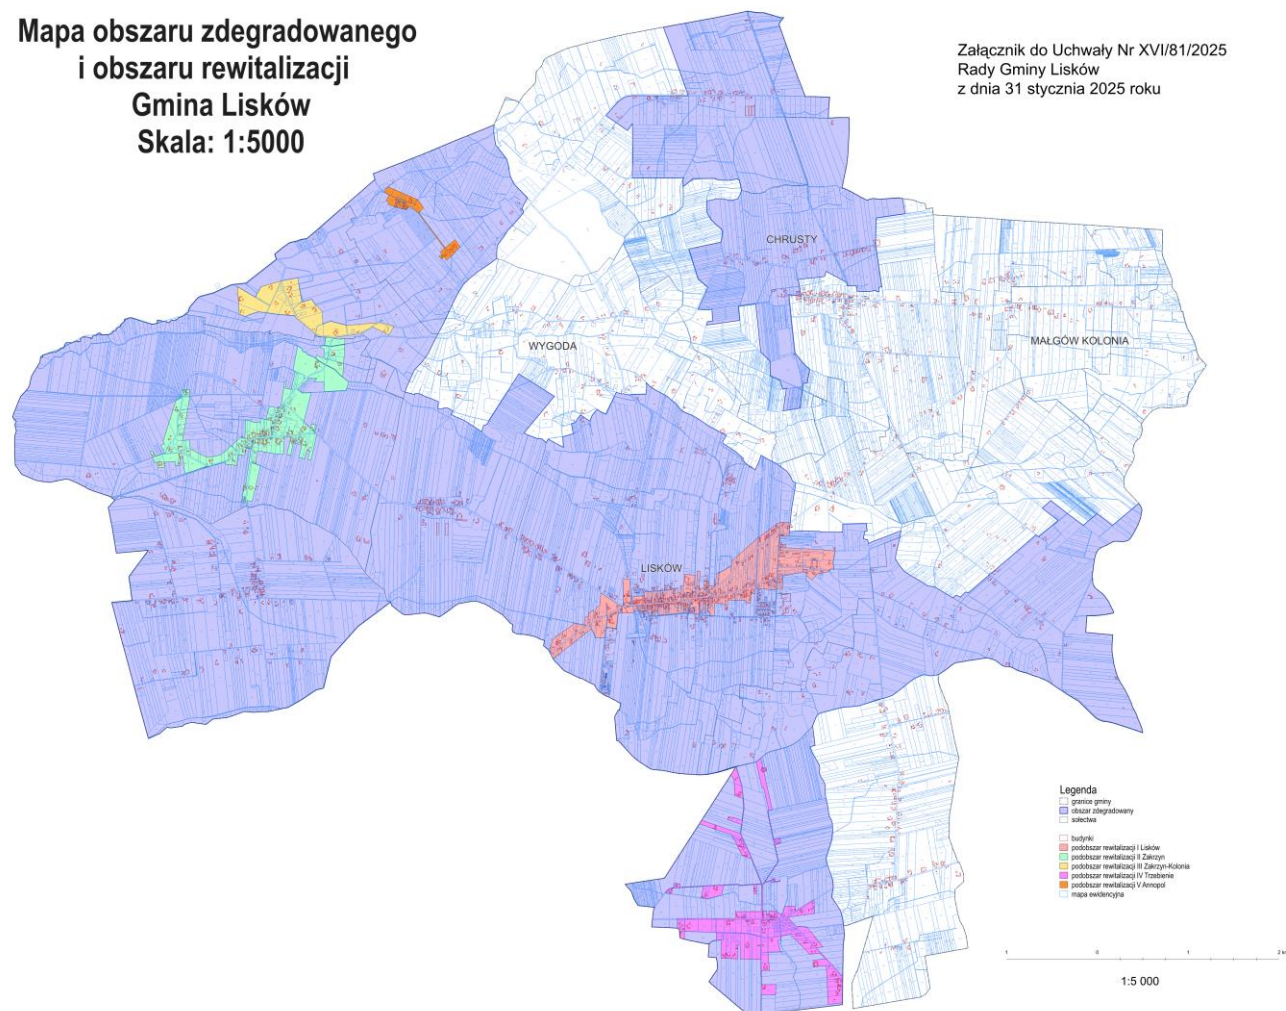 Mapa obszaru zdegradowanego
i obszaru rewitalizacji
Gmina Lisków
Skala: 1:5000
Załącznik do Uchwały Nr XVI/81/2025
Rady Gminy Lisków
z dnia 31 stycznia 2025 roku
CHRUSTY
WYGODA
MAŁGÓW KOLONIA
LISKÓW
Legenda
granice gminy
obszar zdegradowany
sołectwa
budynki
podobszar rewitalizacji I Lisków
podobszar rewitalizacji II Zakrzyn
podobszar rewitalizacji III Zakrzyn-Kolonia
podobszar rewitalizacji IV Trzebienie
podobszar rewitalizacji V Annopol
mapa ewidencyjna
1 0 1 2
1:5 000